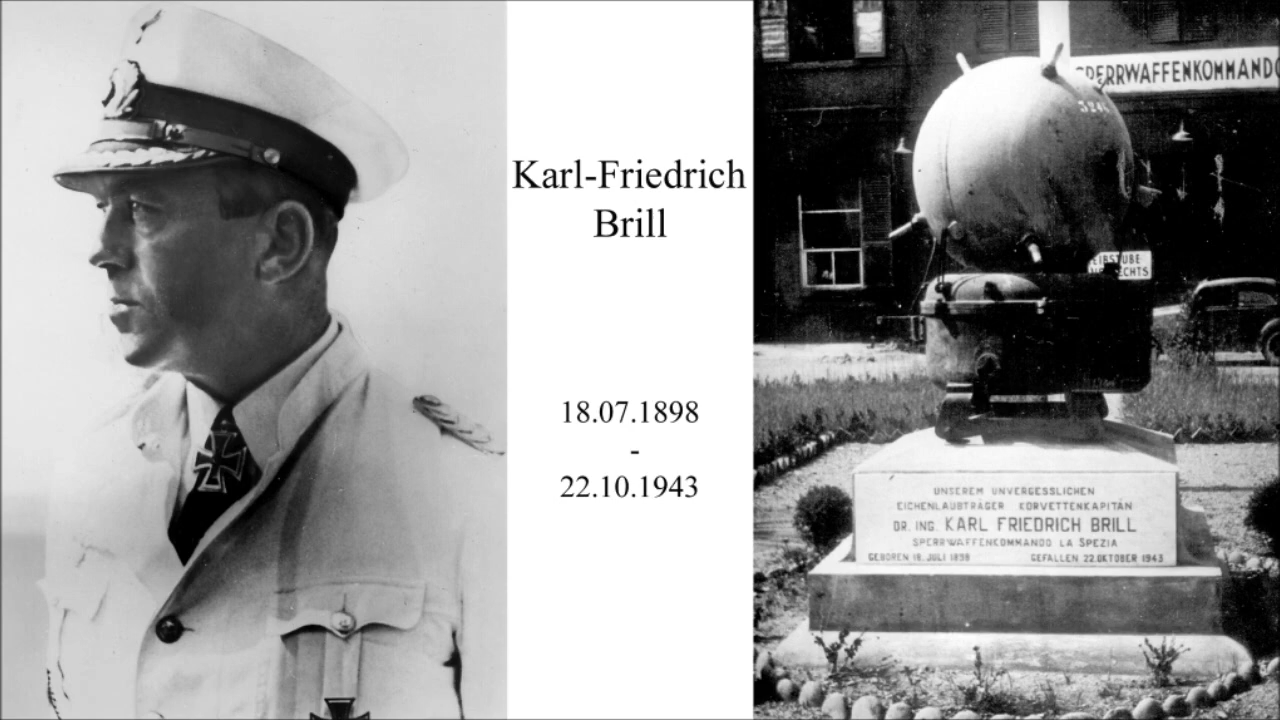 Karl-Friedrich
Brill
18.07.1898
-
22.10.1943
SPERRWAFFENKOMMANDO
324
UNSEREM UNVERGESSLICHEN
EICHENLAUBTRÄGER KORVETTENKAPITÄN
DR. ING. KARL FRIEDRICH BRILL
SPERRWAFFENKOMMANDO LA SPEZIA
GEBOREN 18. JULI 1898 GEFALLEN 22. OKTOBER 1943